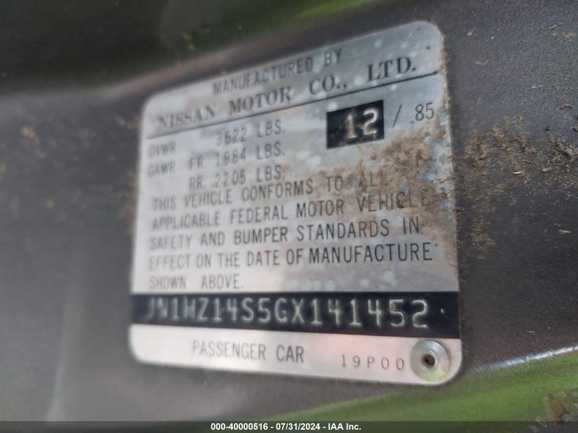 MANUFACTURED BY
NISSAN MOTOR CO., LTD.
GVWR 3622 LBS. 12 / 85
GAWR FR. 1984 LBS.
RR. 2205 LBS.
THIS VEHICLE CONFORMS TO ALL
APPLICABLE FEDERAL MOTOR VEHICLE
SAFETY AND BUMPER STANDARDS IN
EFFECT ON THE DATE OF MANUFACTURE
SHOWN ABOVE.
JN1HZ14S5GX141452
PASSENGER CAR 19P00
000-40000516 - 07/31/2024 - IAA Inc.